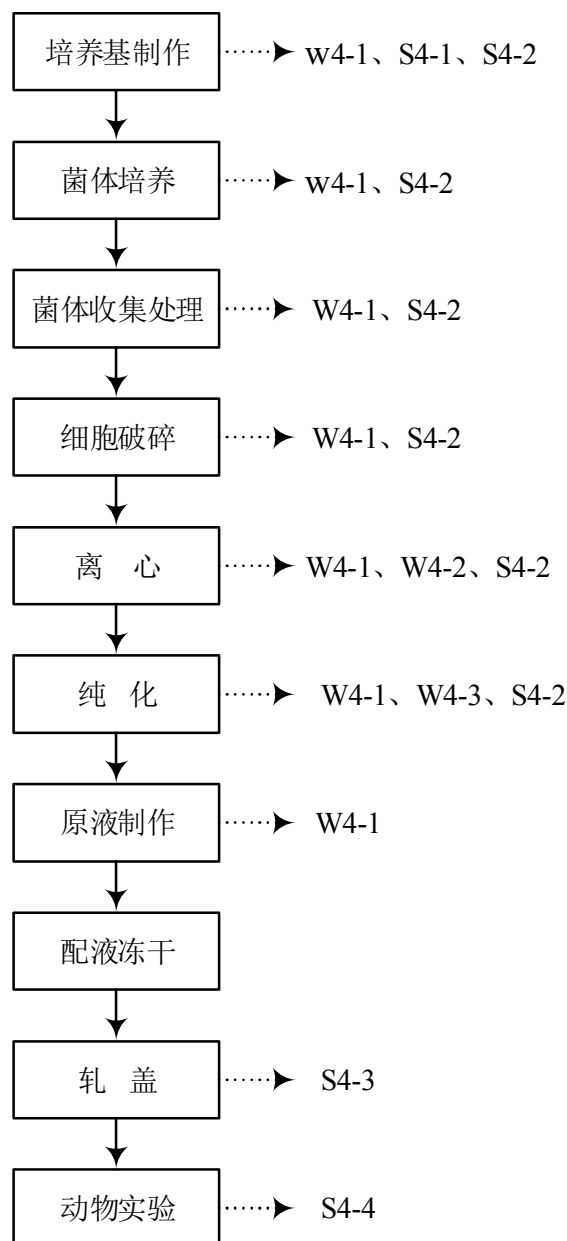 培养基制作 w4-1、S4-1、S4-2
菌体培养 w4-1、S4-2
菌体收集处理 W4-1、S4-2
细胞破碎 W4-1、S4-2
离 心 W4-1、W4-2、S4-2
纯 化 W4-1、W4-3、S4-2
原液制作 W4-1
配液冻干
轧 盖 S4-3
动物实验 S4-4